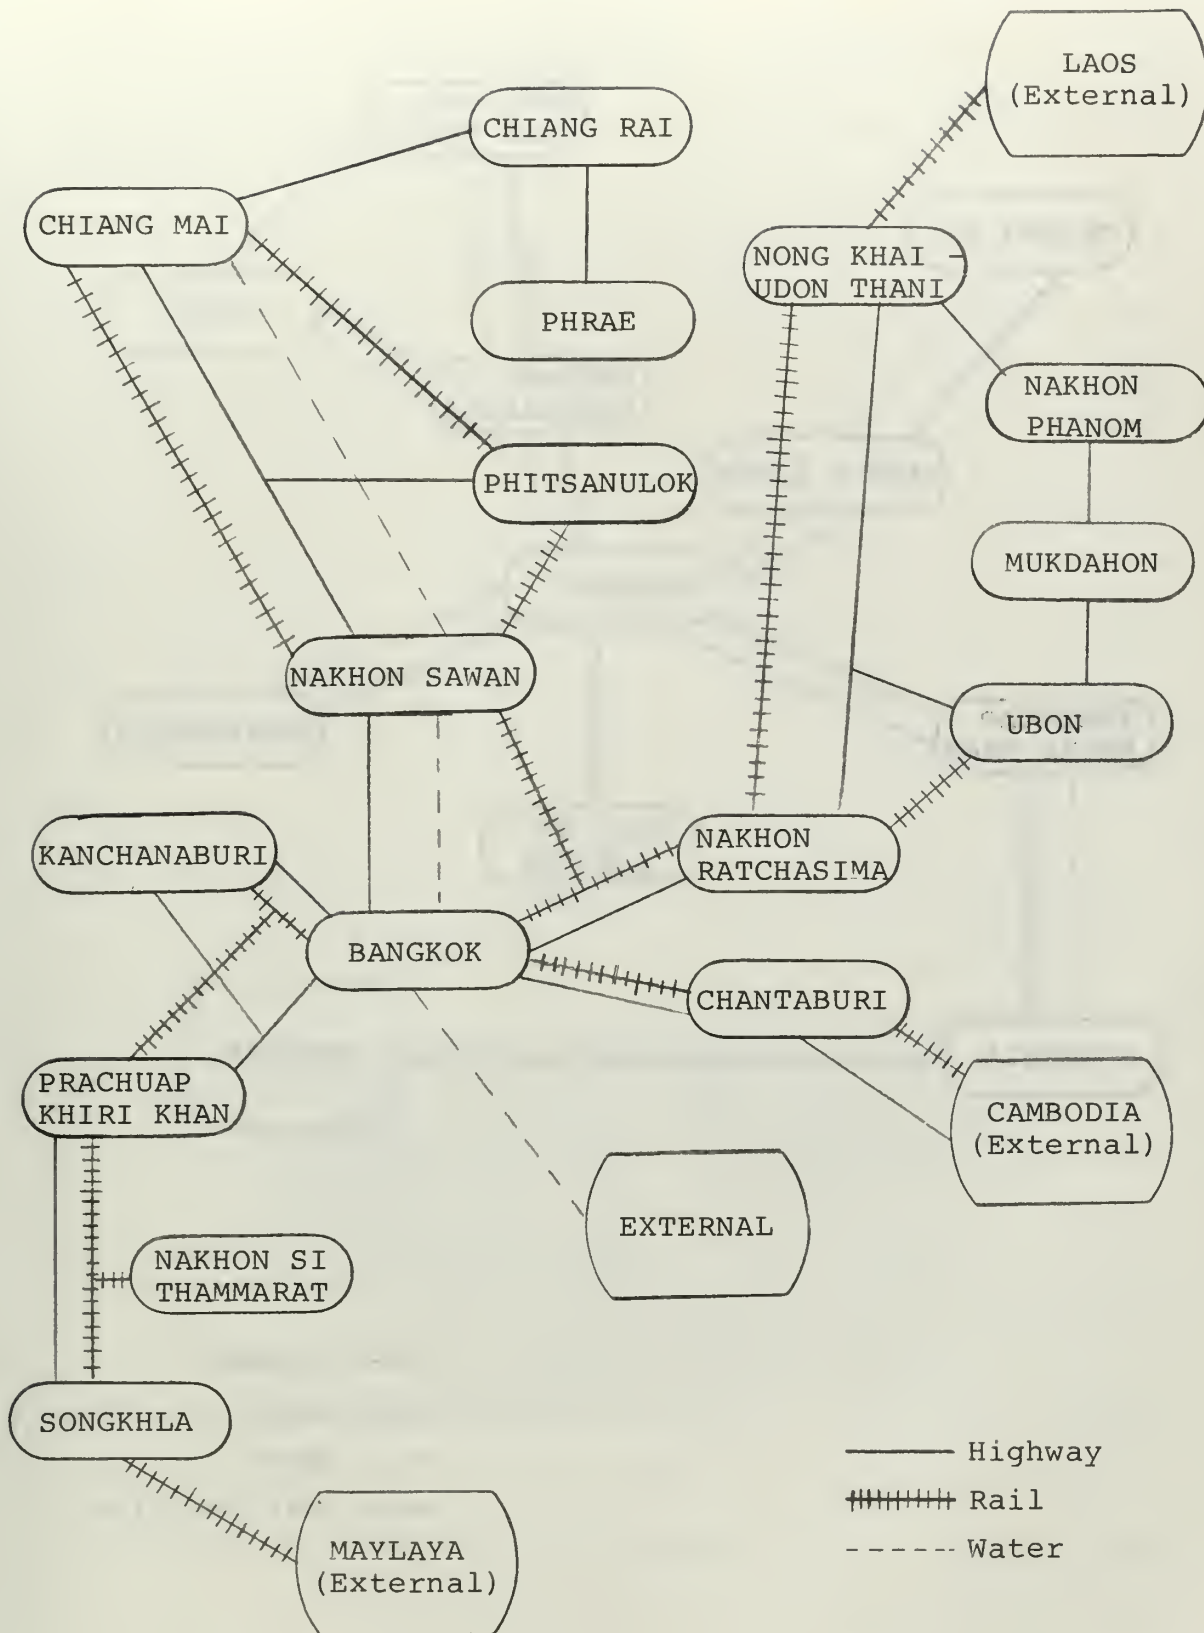 LAOS
(External)
CHIANG RAI
CHIANG MAI
NONG KHAI -
UDON THANI
PHRAE
NAKHON
PHANOM
PHITSANULOK
MUKDAHON
NAKHON SAWAN
UBON
KANCHANABURI
NAKHON
RATCHASIMA
BANGKOK
CHANTABURI
PRACHUAP
KHIRI KHAN
CAMBODIA
(External)
EXTERNAL
NAKHON SI
THAMMARAT
SONGKHLA
Highway
Rail
Water
MAYLAYA
(External)